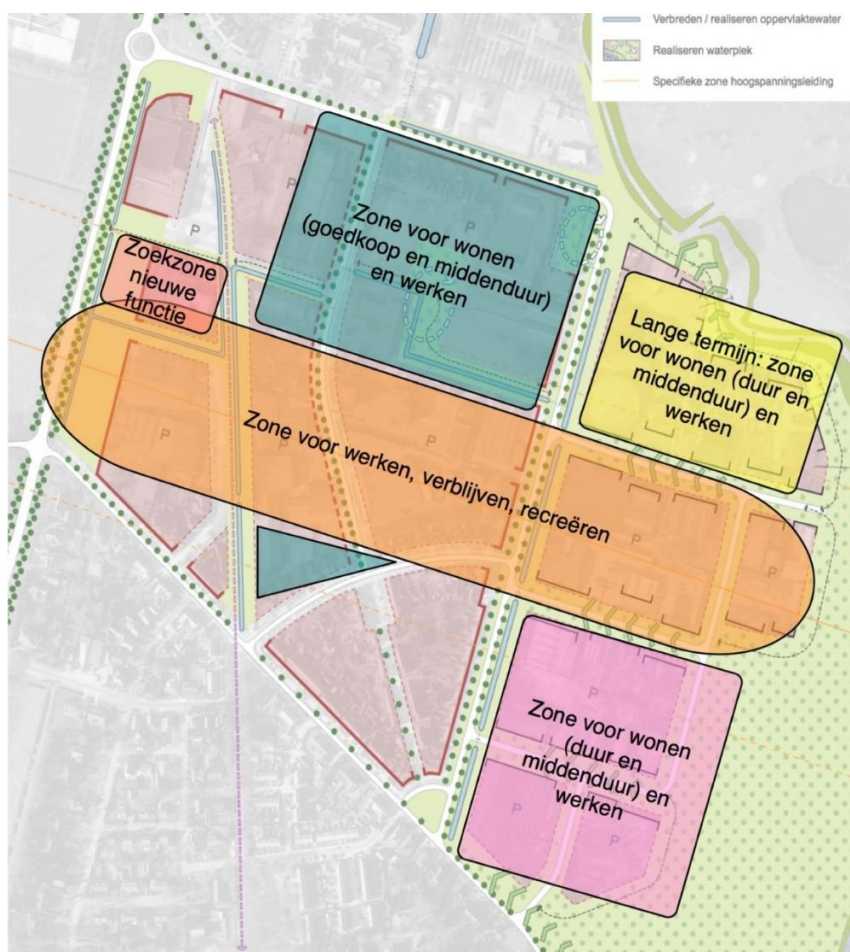 Verbreden / realiseren oppervlaktewater
Realiseren waterplek
Specifieke zone hoogspanningsleiding
P
Zone voor wonen
(goedkoop en middenduur)
en werken
P
Zoekzone
nieuwe
functie
Lange termijn: zone
voor wonen (duur en
middenduur) en
werken
P
P
P
Zone voor werken, verblijven, recreëren
P
P
P
Zone voor wonen
(duur en
middenduur) en
werken
P
P